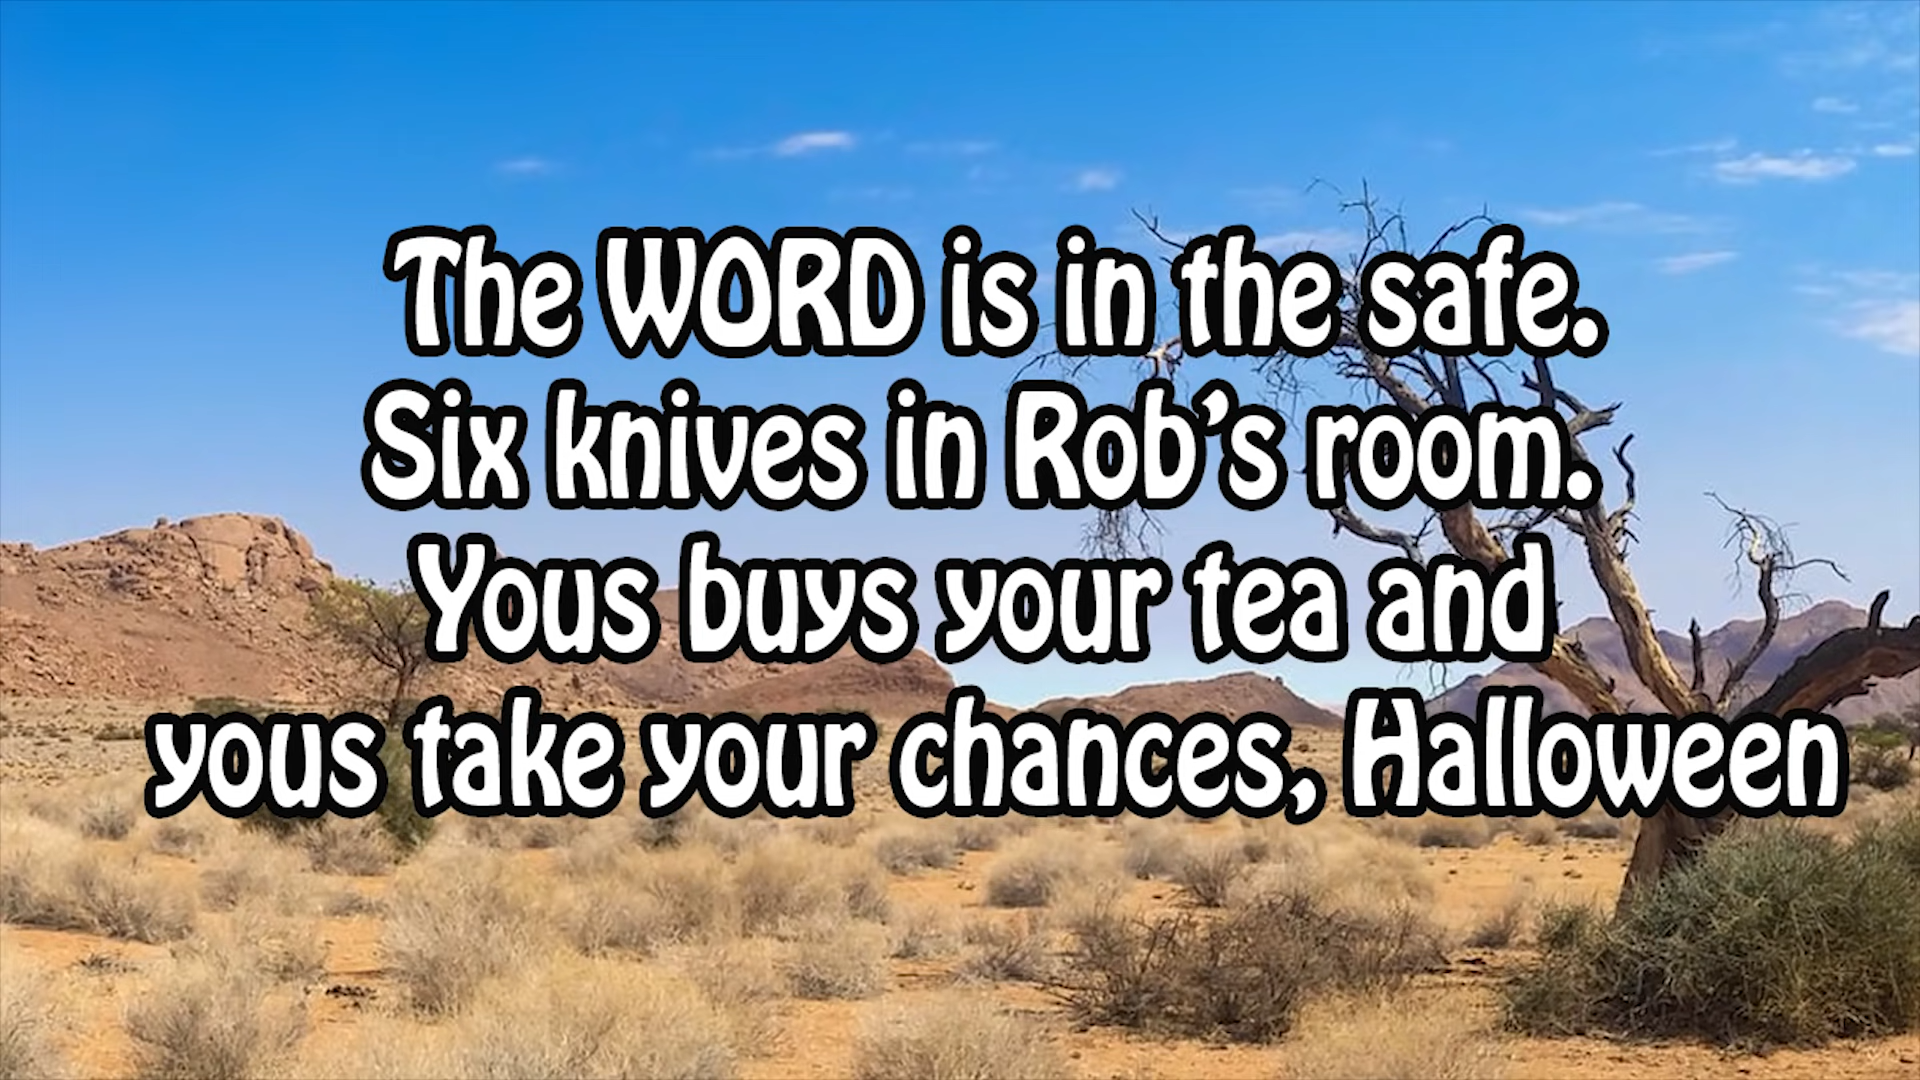 The WORD is in the safe.
Six knives in Rob's room.
Yous buys your tea and
yous take your chances, Halloween